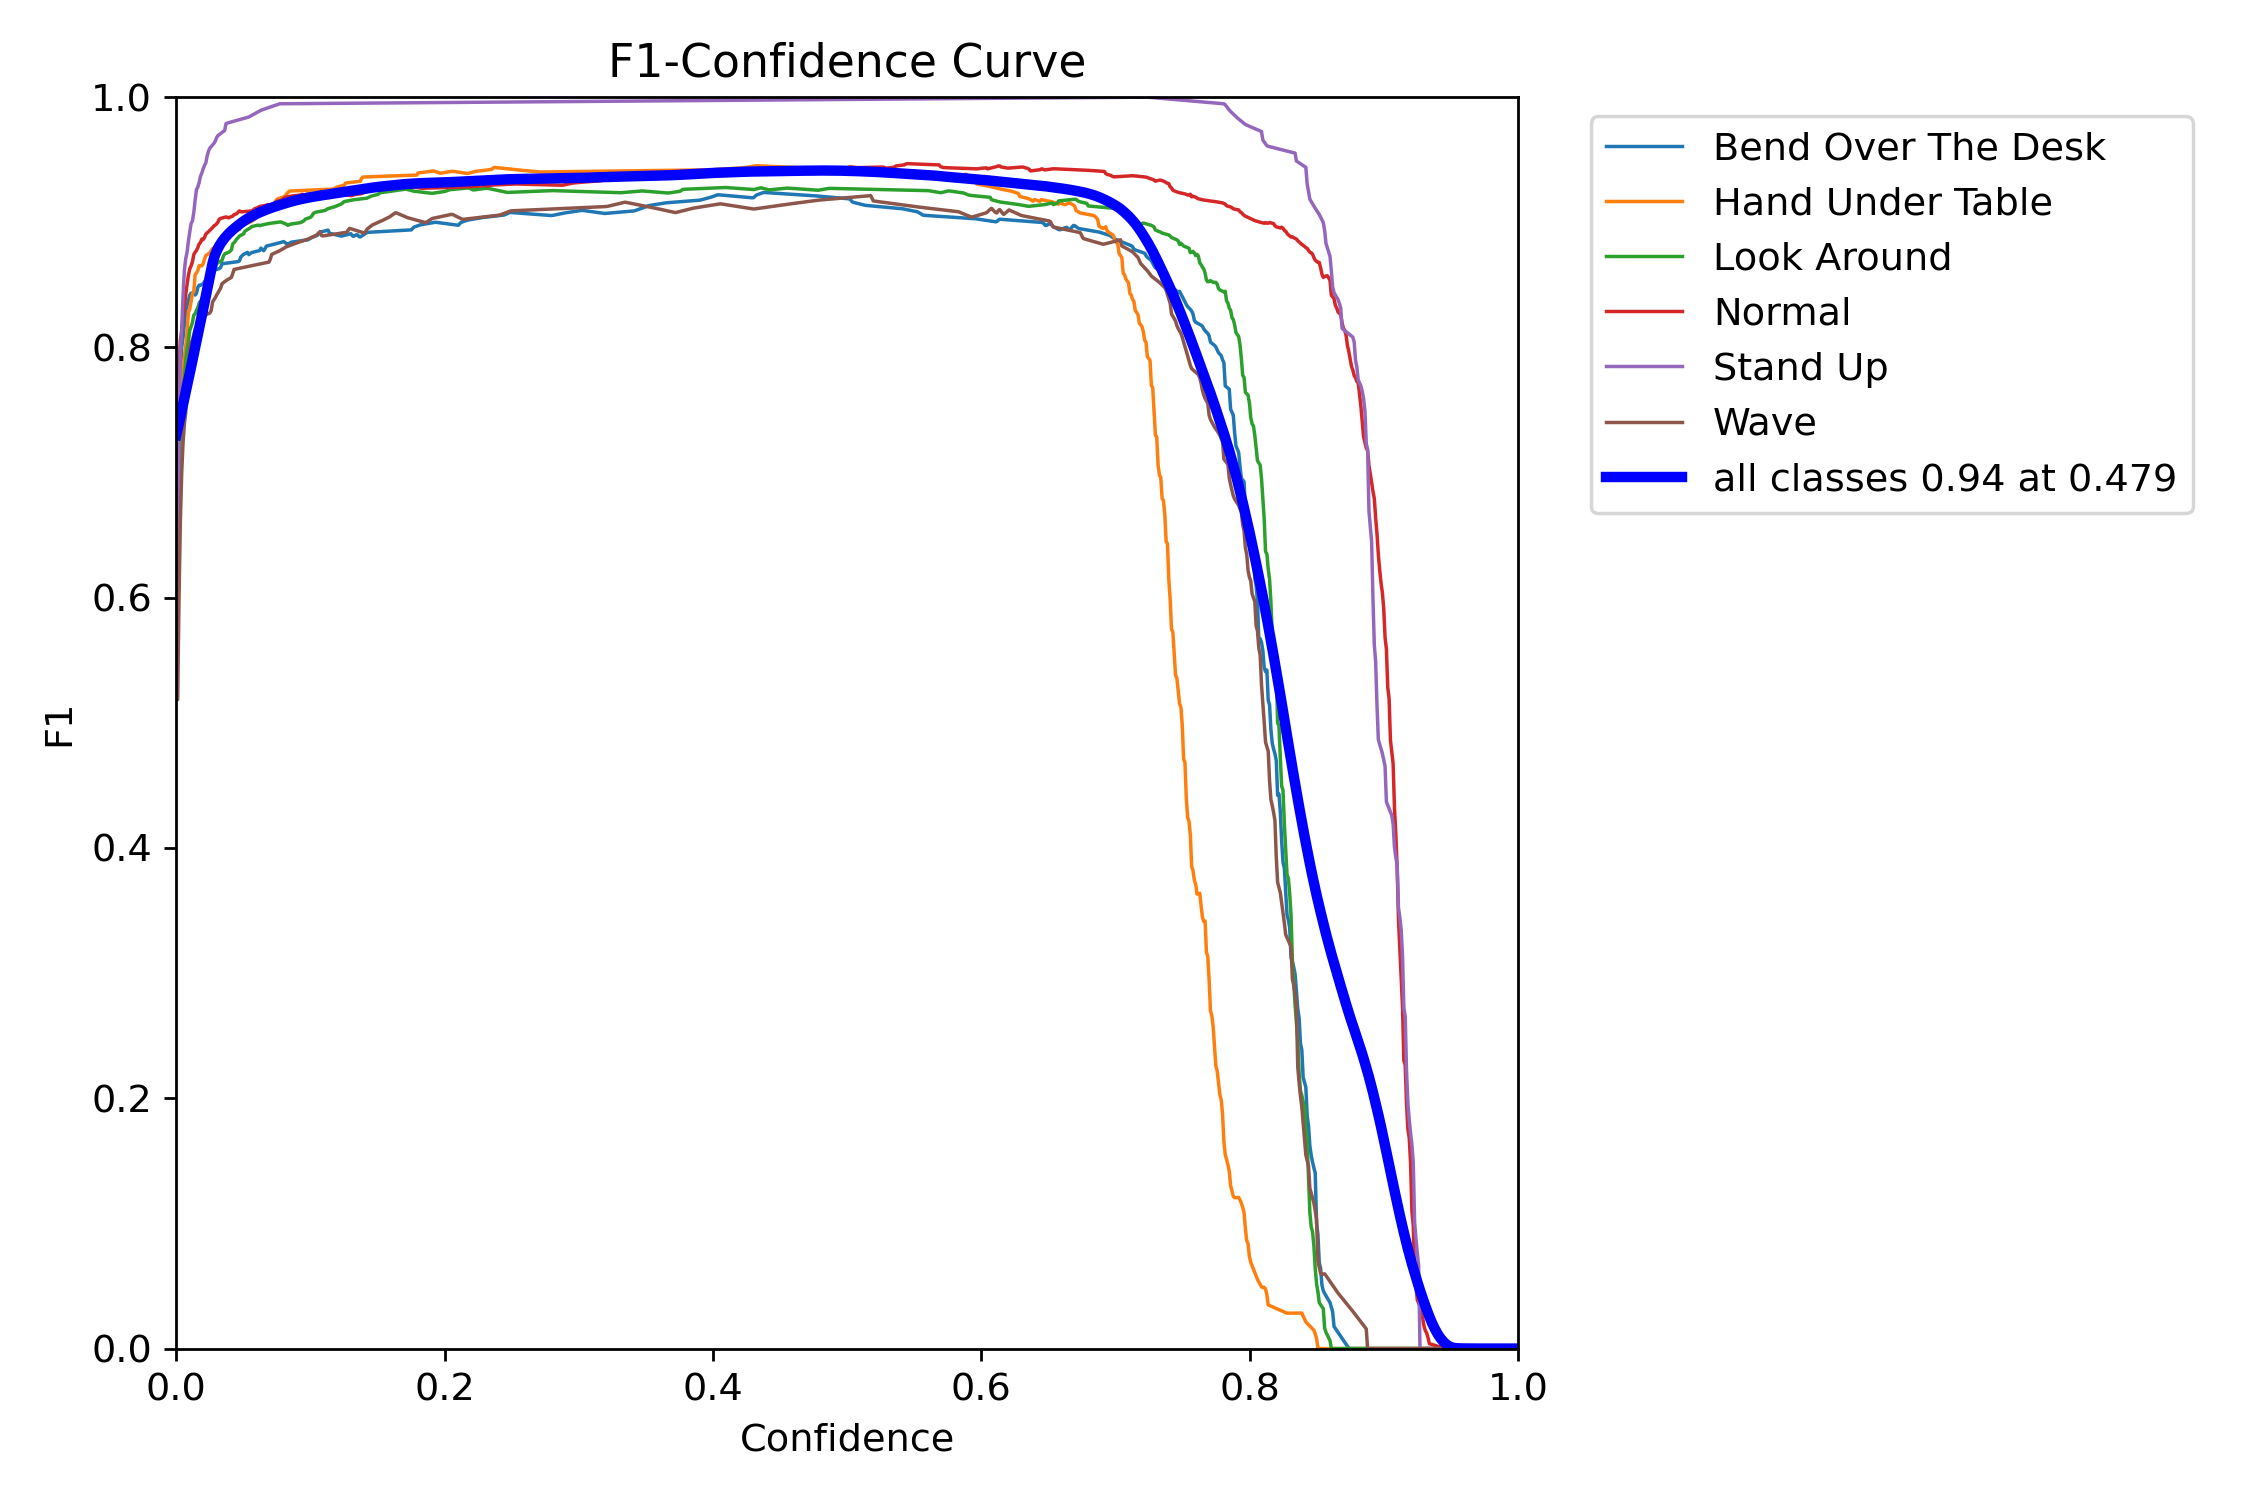 F1-Confidence Curve
1.0
0.8
0.6
0.4
0.2
0.0
F1
0.0 0.2 0.4 0.6 0.8 1.0
Confidence
Bend Over The Desk
Hand Under Table
Look Around
Normal
Stand Up
Wave
all classes 0.94 at 0.479